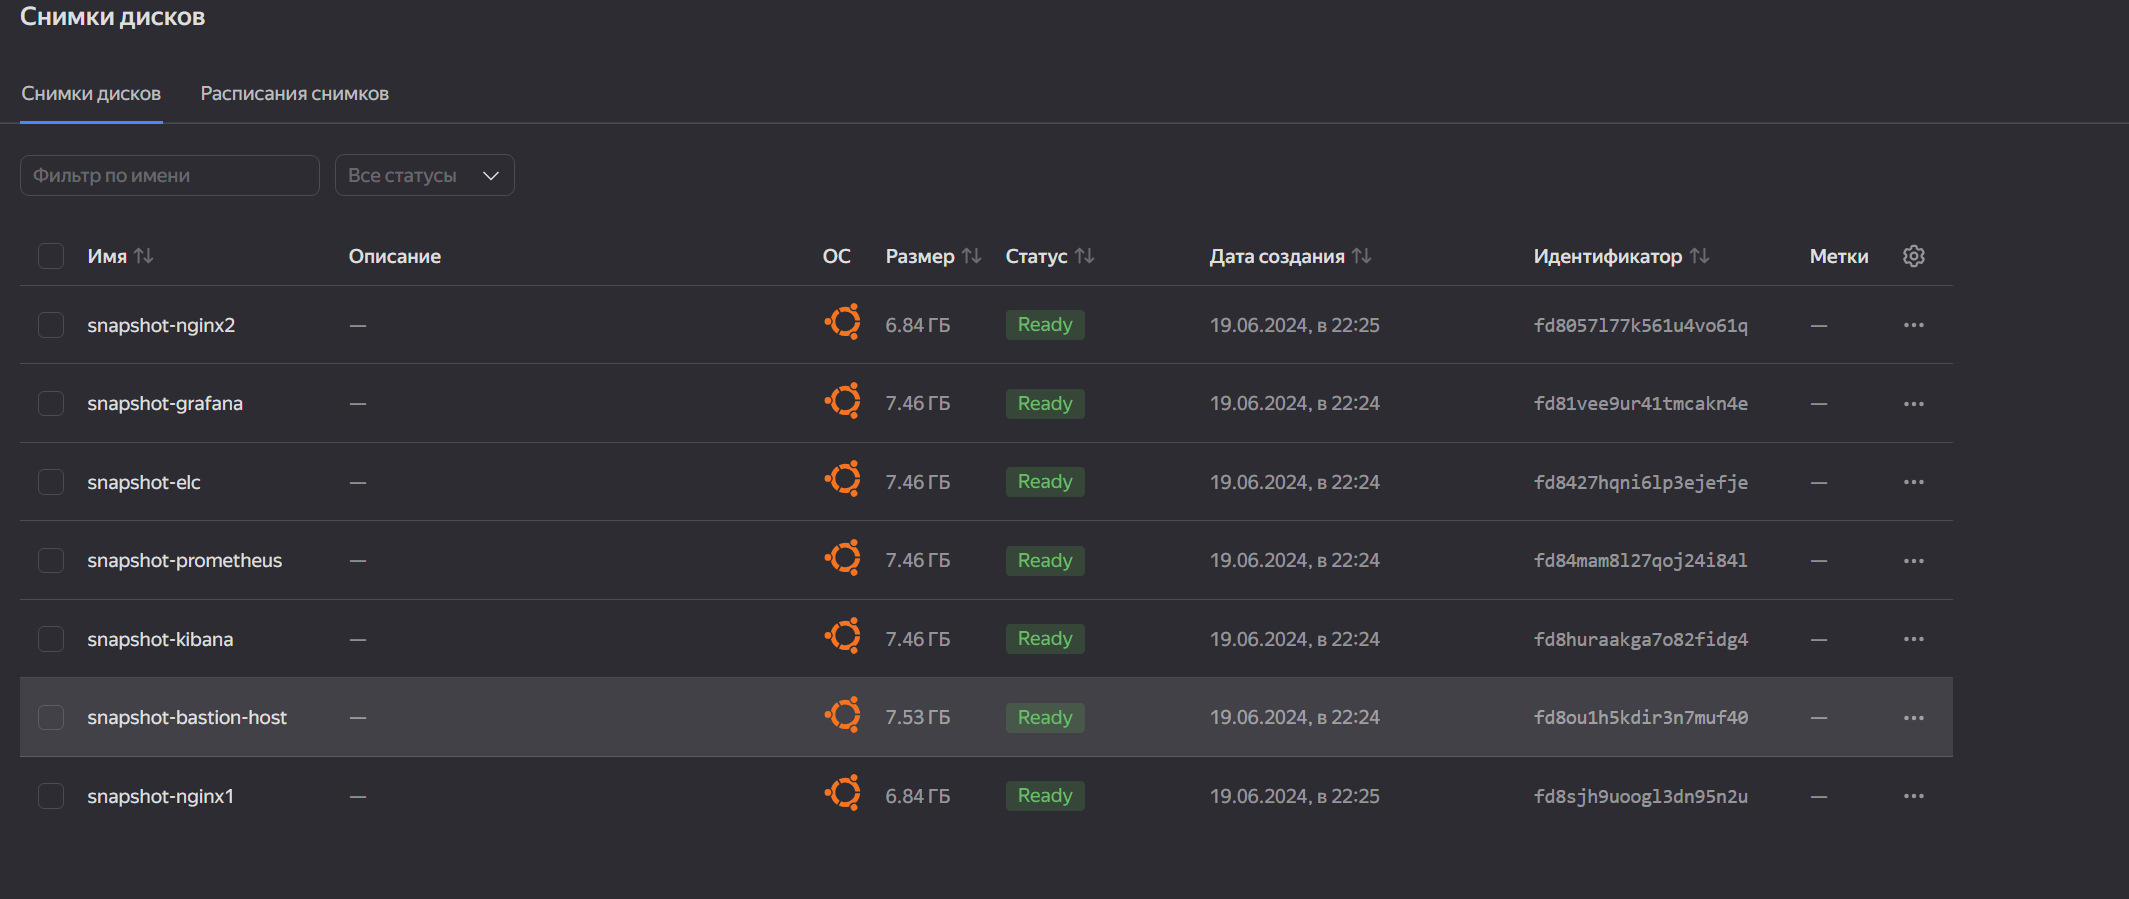 Снимки дисков
Снимки дисков Расписания снимков
Фильтр по имени Все статусы
Имя Описание ОС Размер Статус Дата создания Идентификатор Метки
snapshot-nginx2 — 6.84 ГБ Ready 19.06.2024, в 22:25 fd8057l77k561u4vo61q —
snapshot-grafana — 7.46 ГБ Ready 19.06.2024, в 22:24 fd81vee9ur41tmcakn4e —
snapshot-elc — 7.46 ГБ Ready 19.06.2024, в 22:24 fd8427hqni6lp3ejefje —
snapshot-prometheus — 7.46 ГБ Ready 19.06.2024, в 22:24 fd84mam8l27qoj24i84l —
snapshot-kibana — 7.46 ГБ Ready 19.06.2024, в 22:24 fd8huraakga7o82fidg4 —
snapshot-bastion-host — 7.53 ГБ Ready 19.06.2024, в 22:24 fd8ou1h5kdir3n7muf40 —
snapshot-nginx1 — 6.84 ГБ Ready 19.06.2024, в 22:25 fd8sjh9uoogl3dn95n2u —